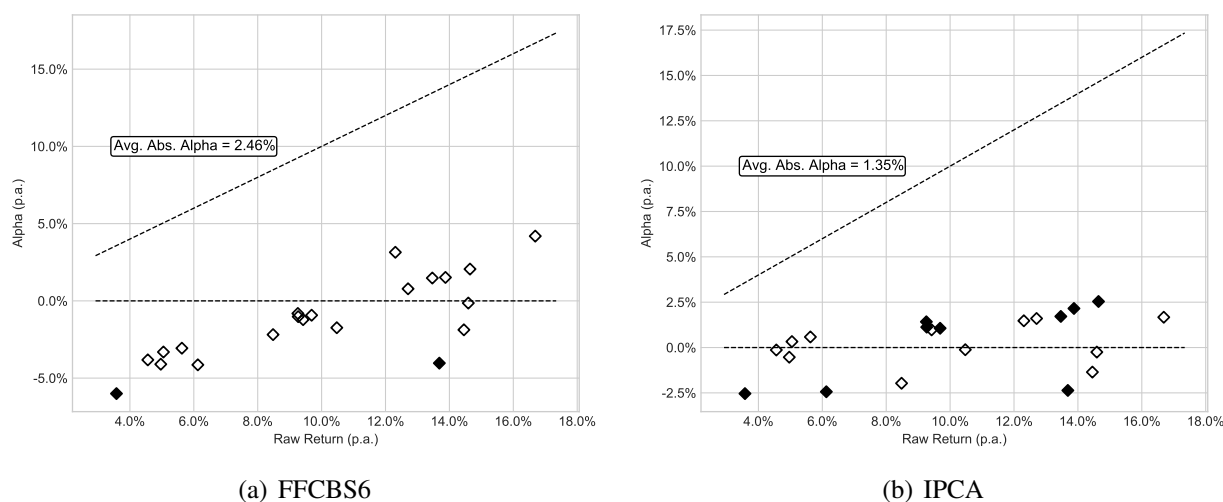 15.0%
10.0%
5.0%
0.0%
-5.0%
Alpha (p.a.)
Avg. Abs. Alpha = 2.46%
4.0% 6.0% 8.0% 10.0% 12.0% 14.0% 16.0% 18.0%
Raw Return (p.a.)
(a) FFCBS6
17.5%
15.0%
12.5%
10.0%
7.5%
5.0%
2.5%
0.0%
-2.5%
Alpha (p.a.)
Avg. Abs. Alpha = 1.35%
4.0% 6.0% 8.0% 10.0% 12.0% 14.0% 16.0% 18.0%
Raw Return (p.a.)
(b) IPCA